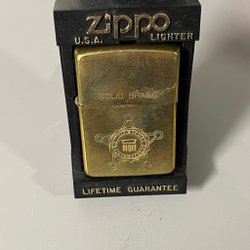 zippo
U.S.A. LIGHTER
SOLID BRASS
LIFETIME GUARANTEE